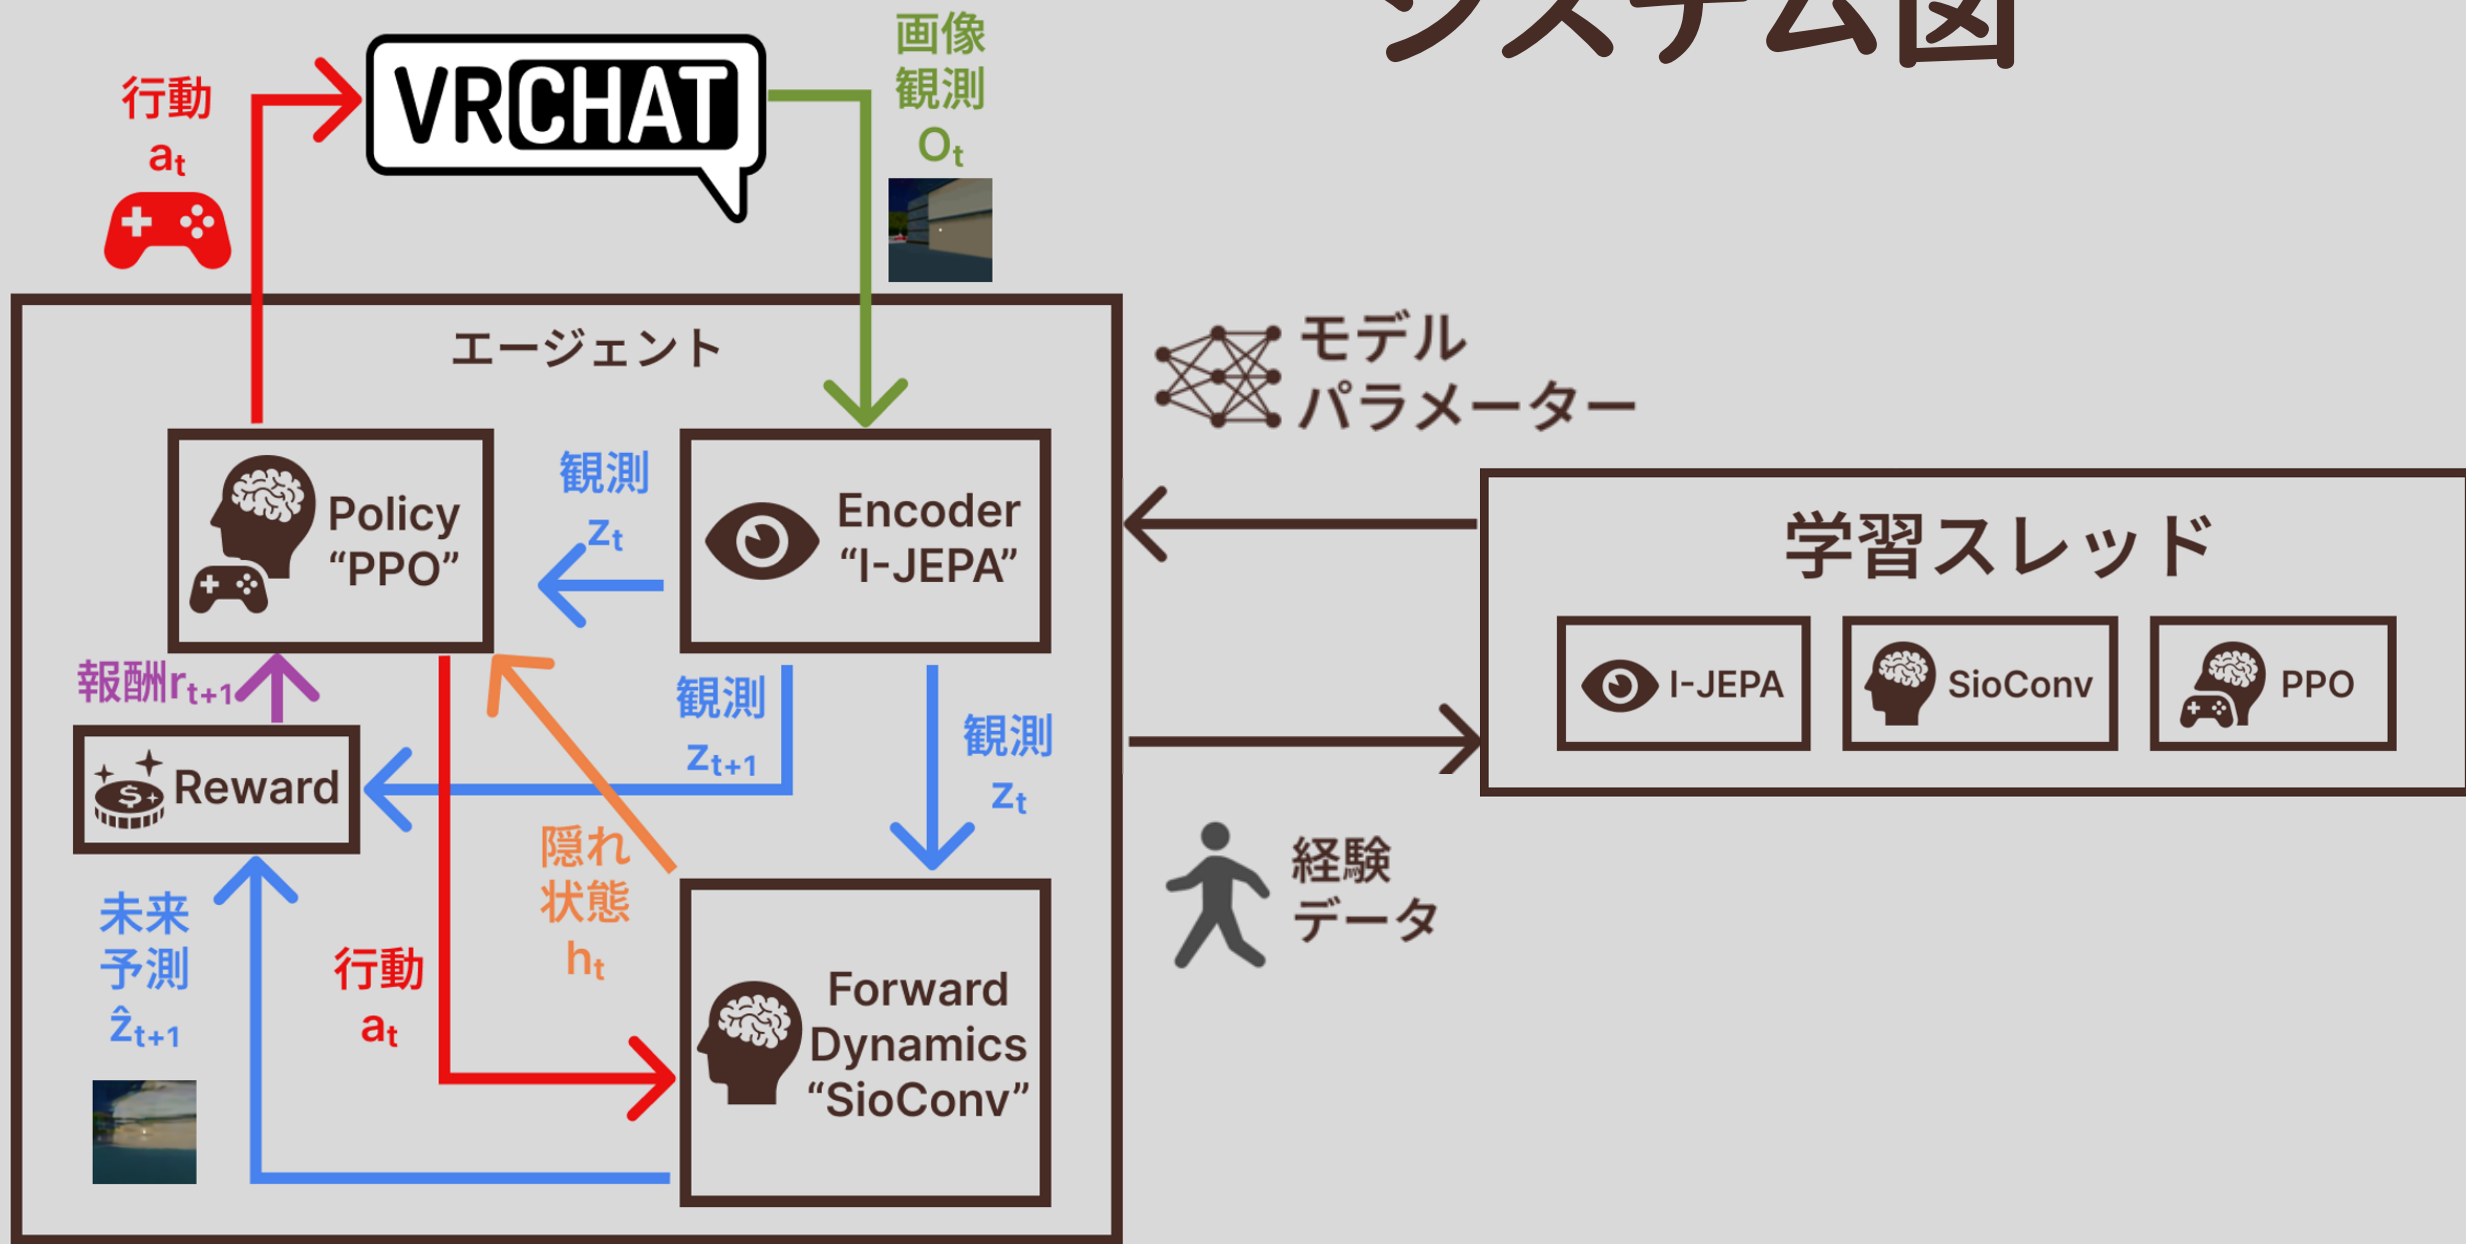 システム図
行動
at
VRCHAT
画像
観測
Ot
エージェント
Policy
“PPO”
観測
zt
Encoder
“I-JEPA”
報酬rt+1
Reward
観測
zt+1
観測
zt
隠れ
状態
ht
未来
予測
ẑt+1
行動
at
Forward
Dynamics
“SioConv”
モデル
パラメーター
学習スレッド
I-JEPA
SioConv
PPO
経験
データ